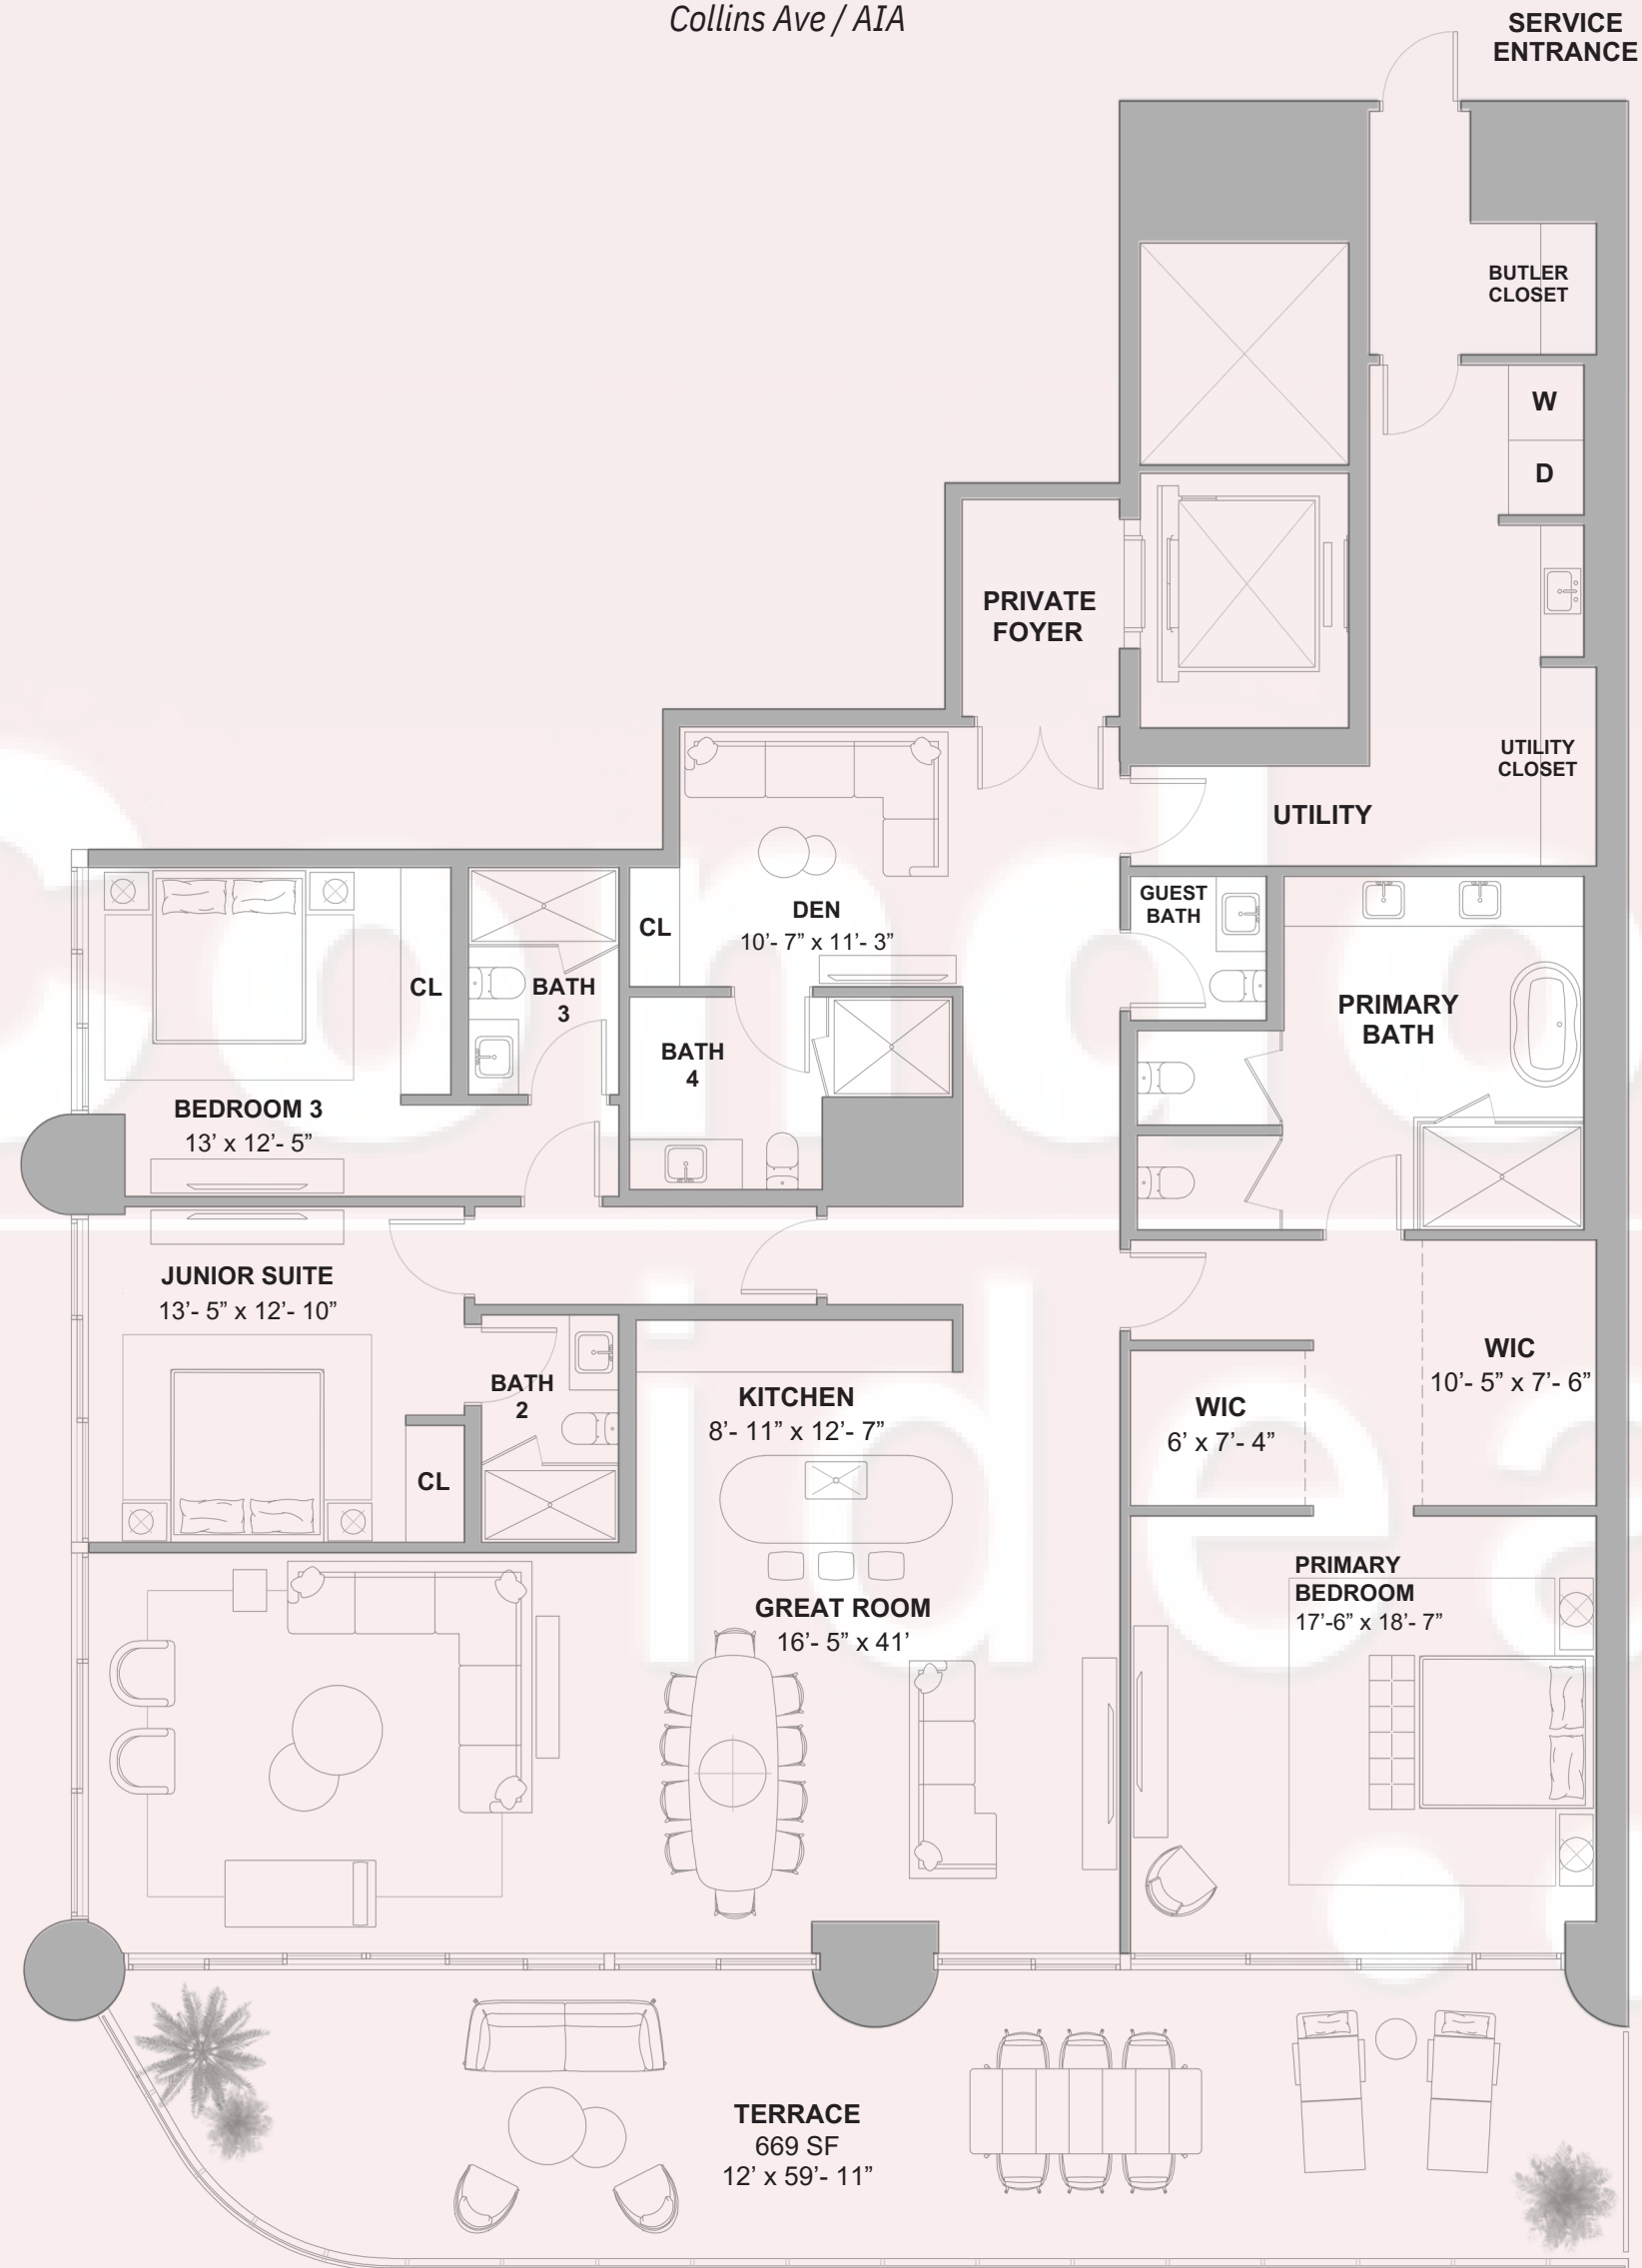 Collins Ave / AIA
SERVICE
ENTRANCE
BUTLER
CLOSET
W
D
PRIVATE
FOYER
UTILITY
CLOSET
UTILITY
GUEST
BATH
DEN
10’- 7” x 11’- 3”
CL
CL
BATH
3
PRIMARY
BATH
BATH
4
BEDROOM 3
13’ x 12’- 5”
JUNIOR SUITE
13’- 5” x 12’- 10”
BATH
2
KITCHEN
8’- 11” x 12’- 7”
WIC
10’- 5” x 7’- 6”
WIC
6’ x 7’- 4”
CL
PRIMARY
BEDROOM
17’-6” x 18’- 7”
GREAT ROOM
16’- 5” x 41’
TERRACE
669 SF
12’ x 59’- 11”
condo
idea